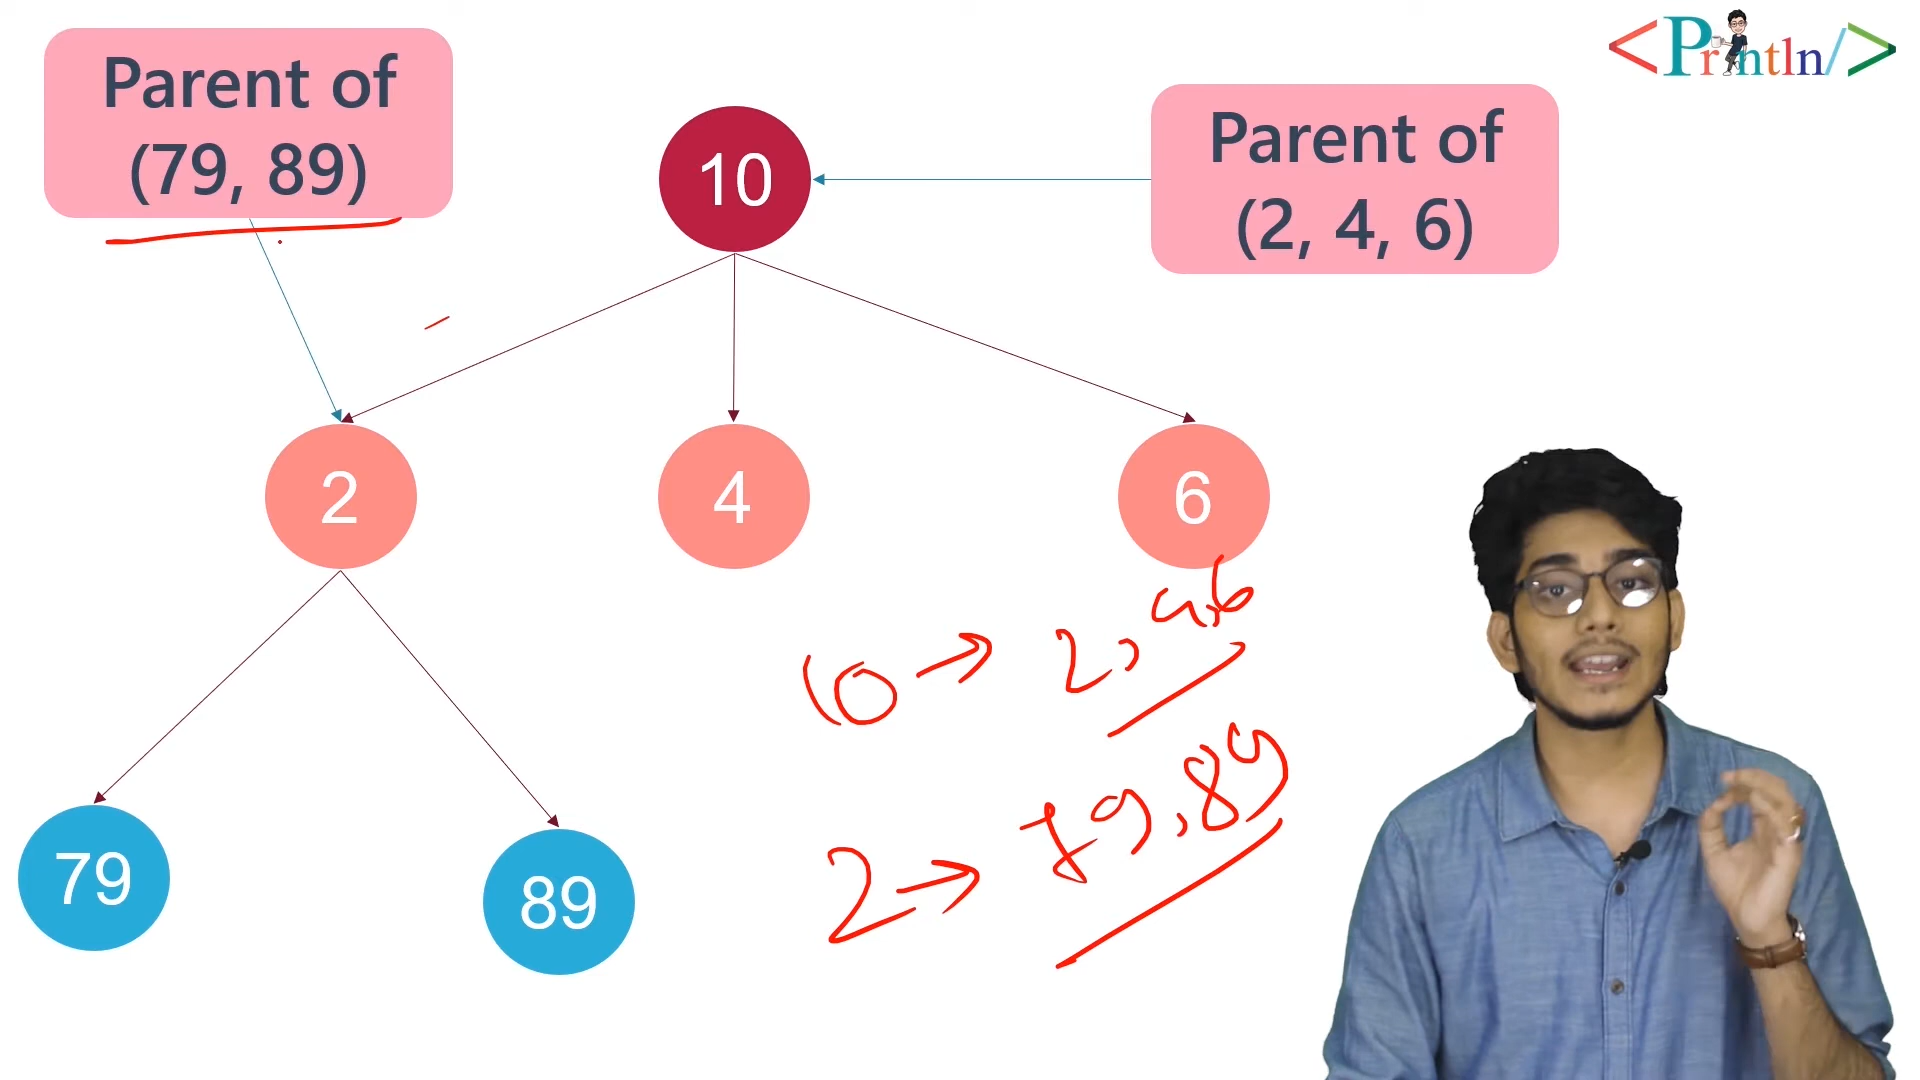 <Println/>
Parent of
(79, 89)
Parent of
(2, 4, 6)
10
2
4
6
79
89
10 → 2, 4, 6
2 → 79, 89